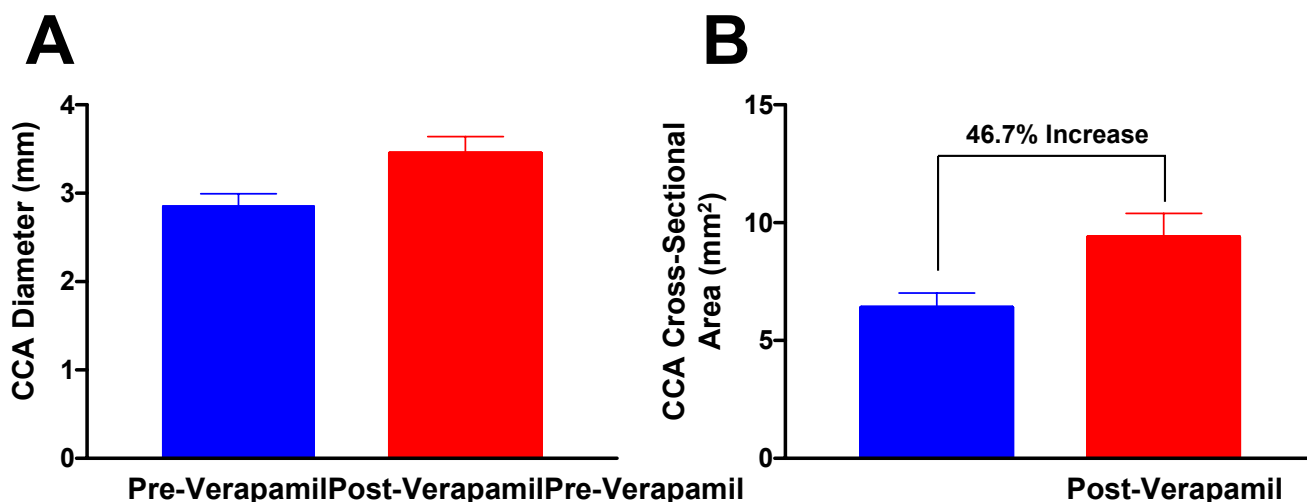 A
CCA Diameter (mm)
4
3
2
1
0
Pre-VerapamilPost-VerapamilPre-Verapamil
B
CCA Cross-Sectional
Area (mm²)
15
10
5
0
46.7% Increase
Post-Verapamil